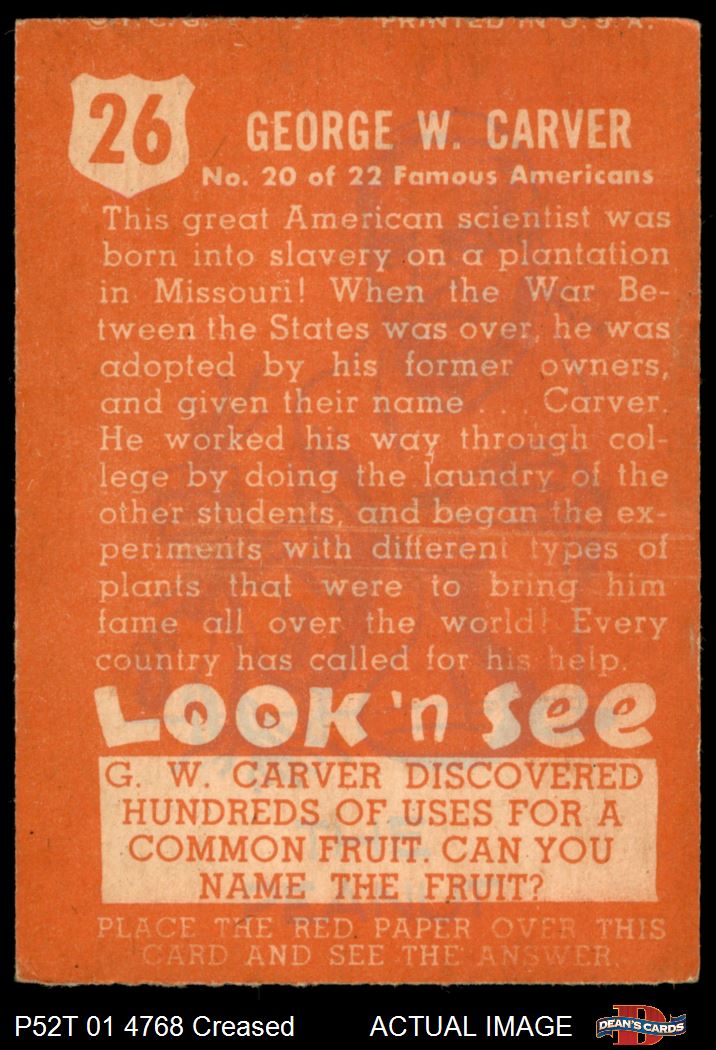 PRINTED IN U.S.A.
26
GEORGE W. CARVER
No. 20 of 22 Famous Americans
This great American scientist was
born into slavery on a plantation
in Missouri! When the War Be-
tween the States was over, he was
adopted by his former owners,
and given their name . . . Carver.
He worked his way through col-
lege by doing the laundry of the
other students, and began the ex-
periments with different types of
plants that were to bring him
fame all over the world! Every
country has called for his help.
LOOK 'n See
G. W. CARVER DISCOVERED
HUNDREDS OF USES FOR A
COMMON FRUIT. CAN YOU
NAME THE FRUIT?
PLACE THE RED PAPER OVER THIS
CARD AND SEE THE ANSWER.
P52T 01 4768 Creased ACTUAL IMAGE
D
DEAN'S CARDS